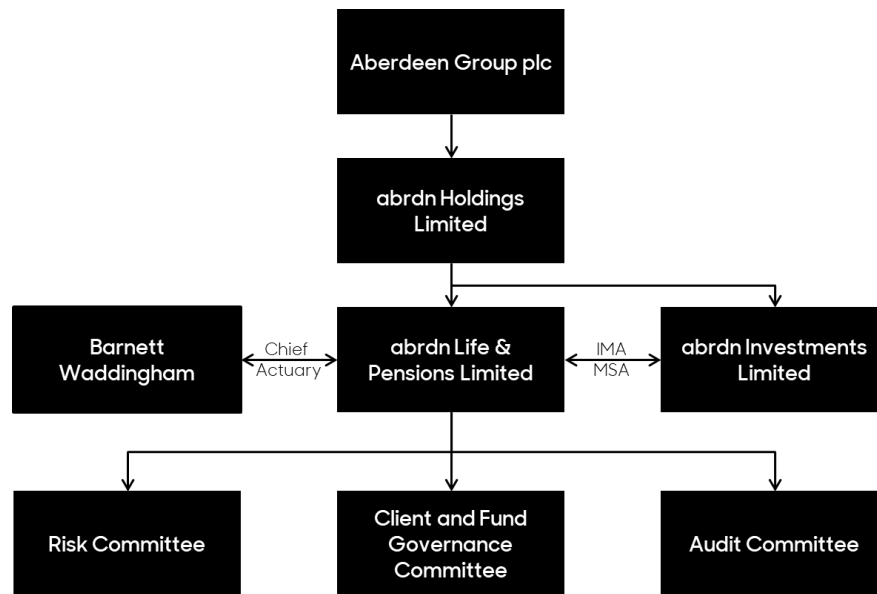 Aberdeen Group plc
abrdn Holdings
Limited
Barnett
Waddingham
Chief
Actuary
abrdn Life &
Pensions Limited
IMA
MSA
abrdn Investments
Limited
Risk Committee
Client and Fund
Governance
Committee
Audit Committee